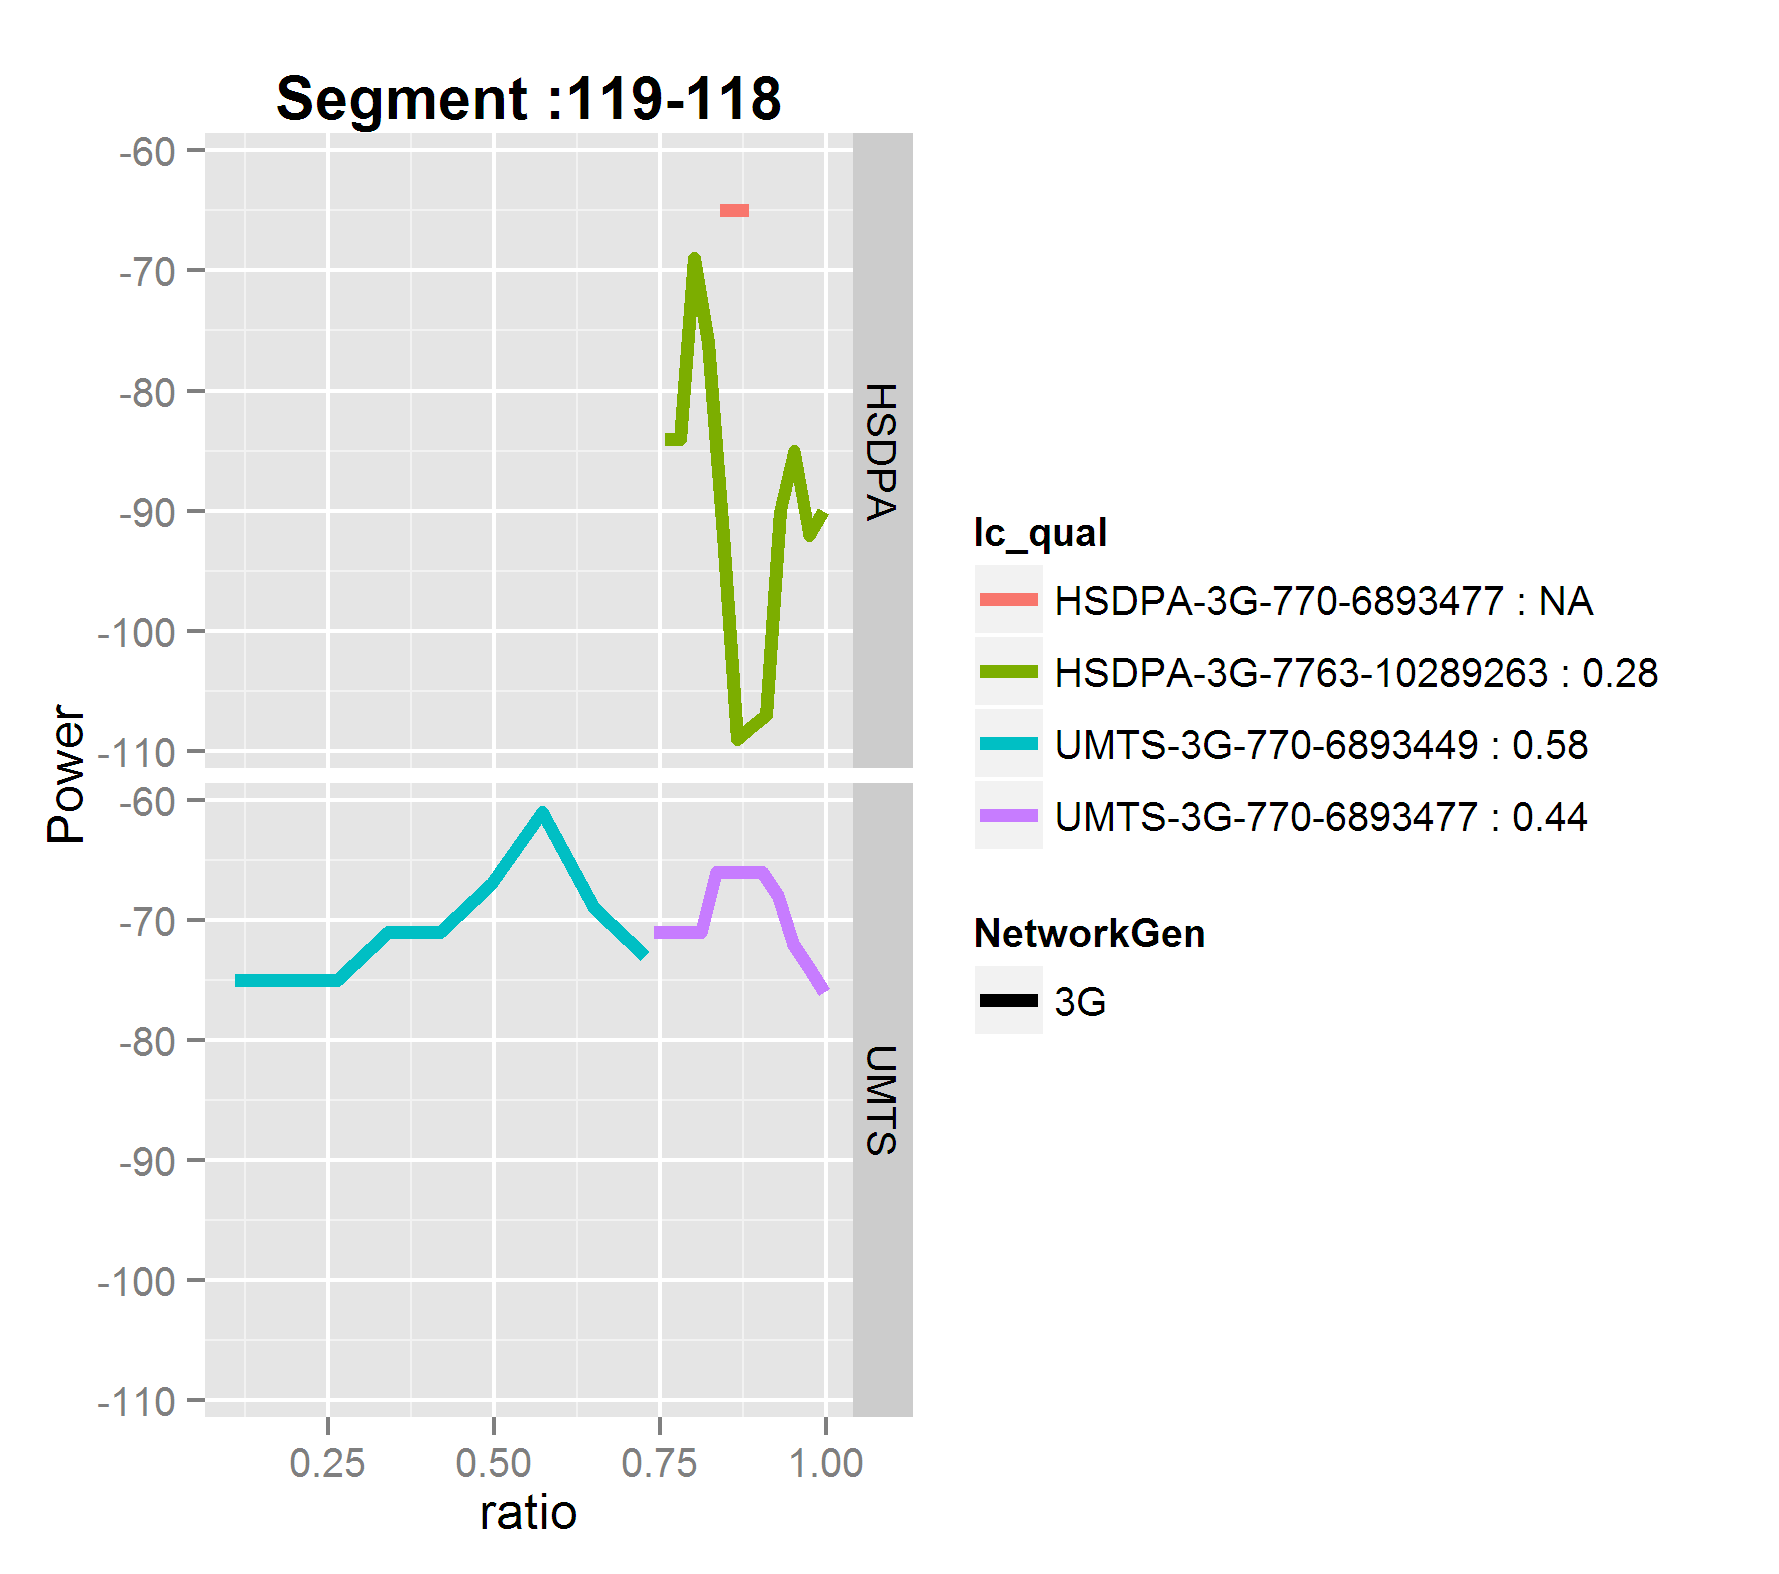 Segment :119-118
-60
-70
-80
-90
-100
-110
HSDPA
-60
-70
-80
-90
-100
-110
UMTS
Power
0.25 0.50 0.75 1.00
ratio
lc_qual
HSDPA-3G-770-6893477 : NA
HSDPA-3G-7763-10289263 : 0.28
UMTS-3G-770-6893449 : 0.58
UMTS-3G-770-6893477 : 0.44
NetworkGen
3G